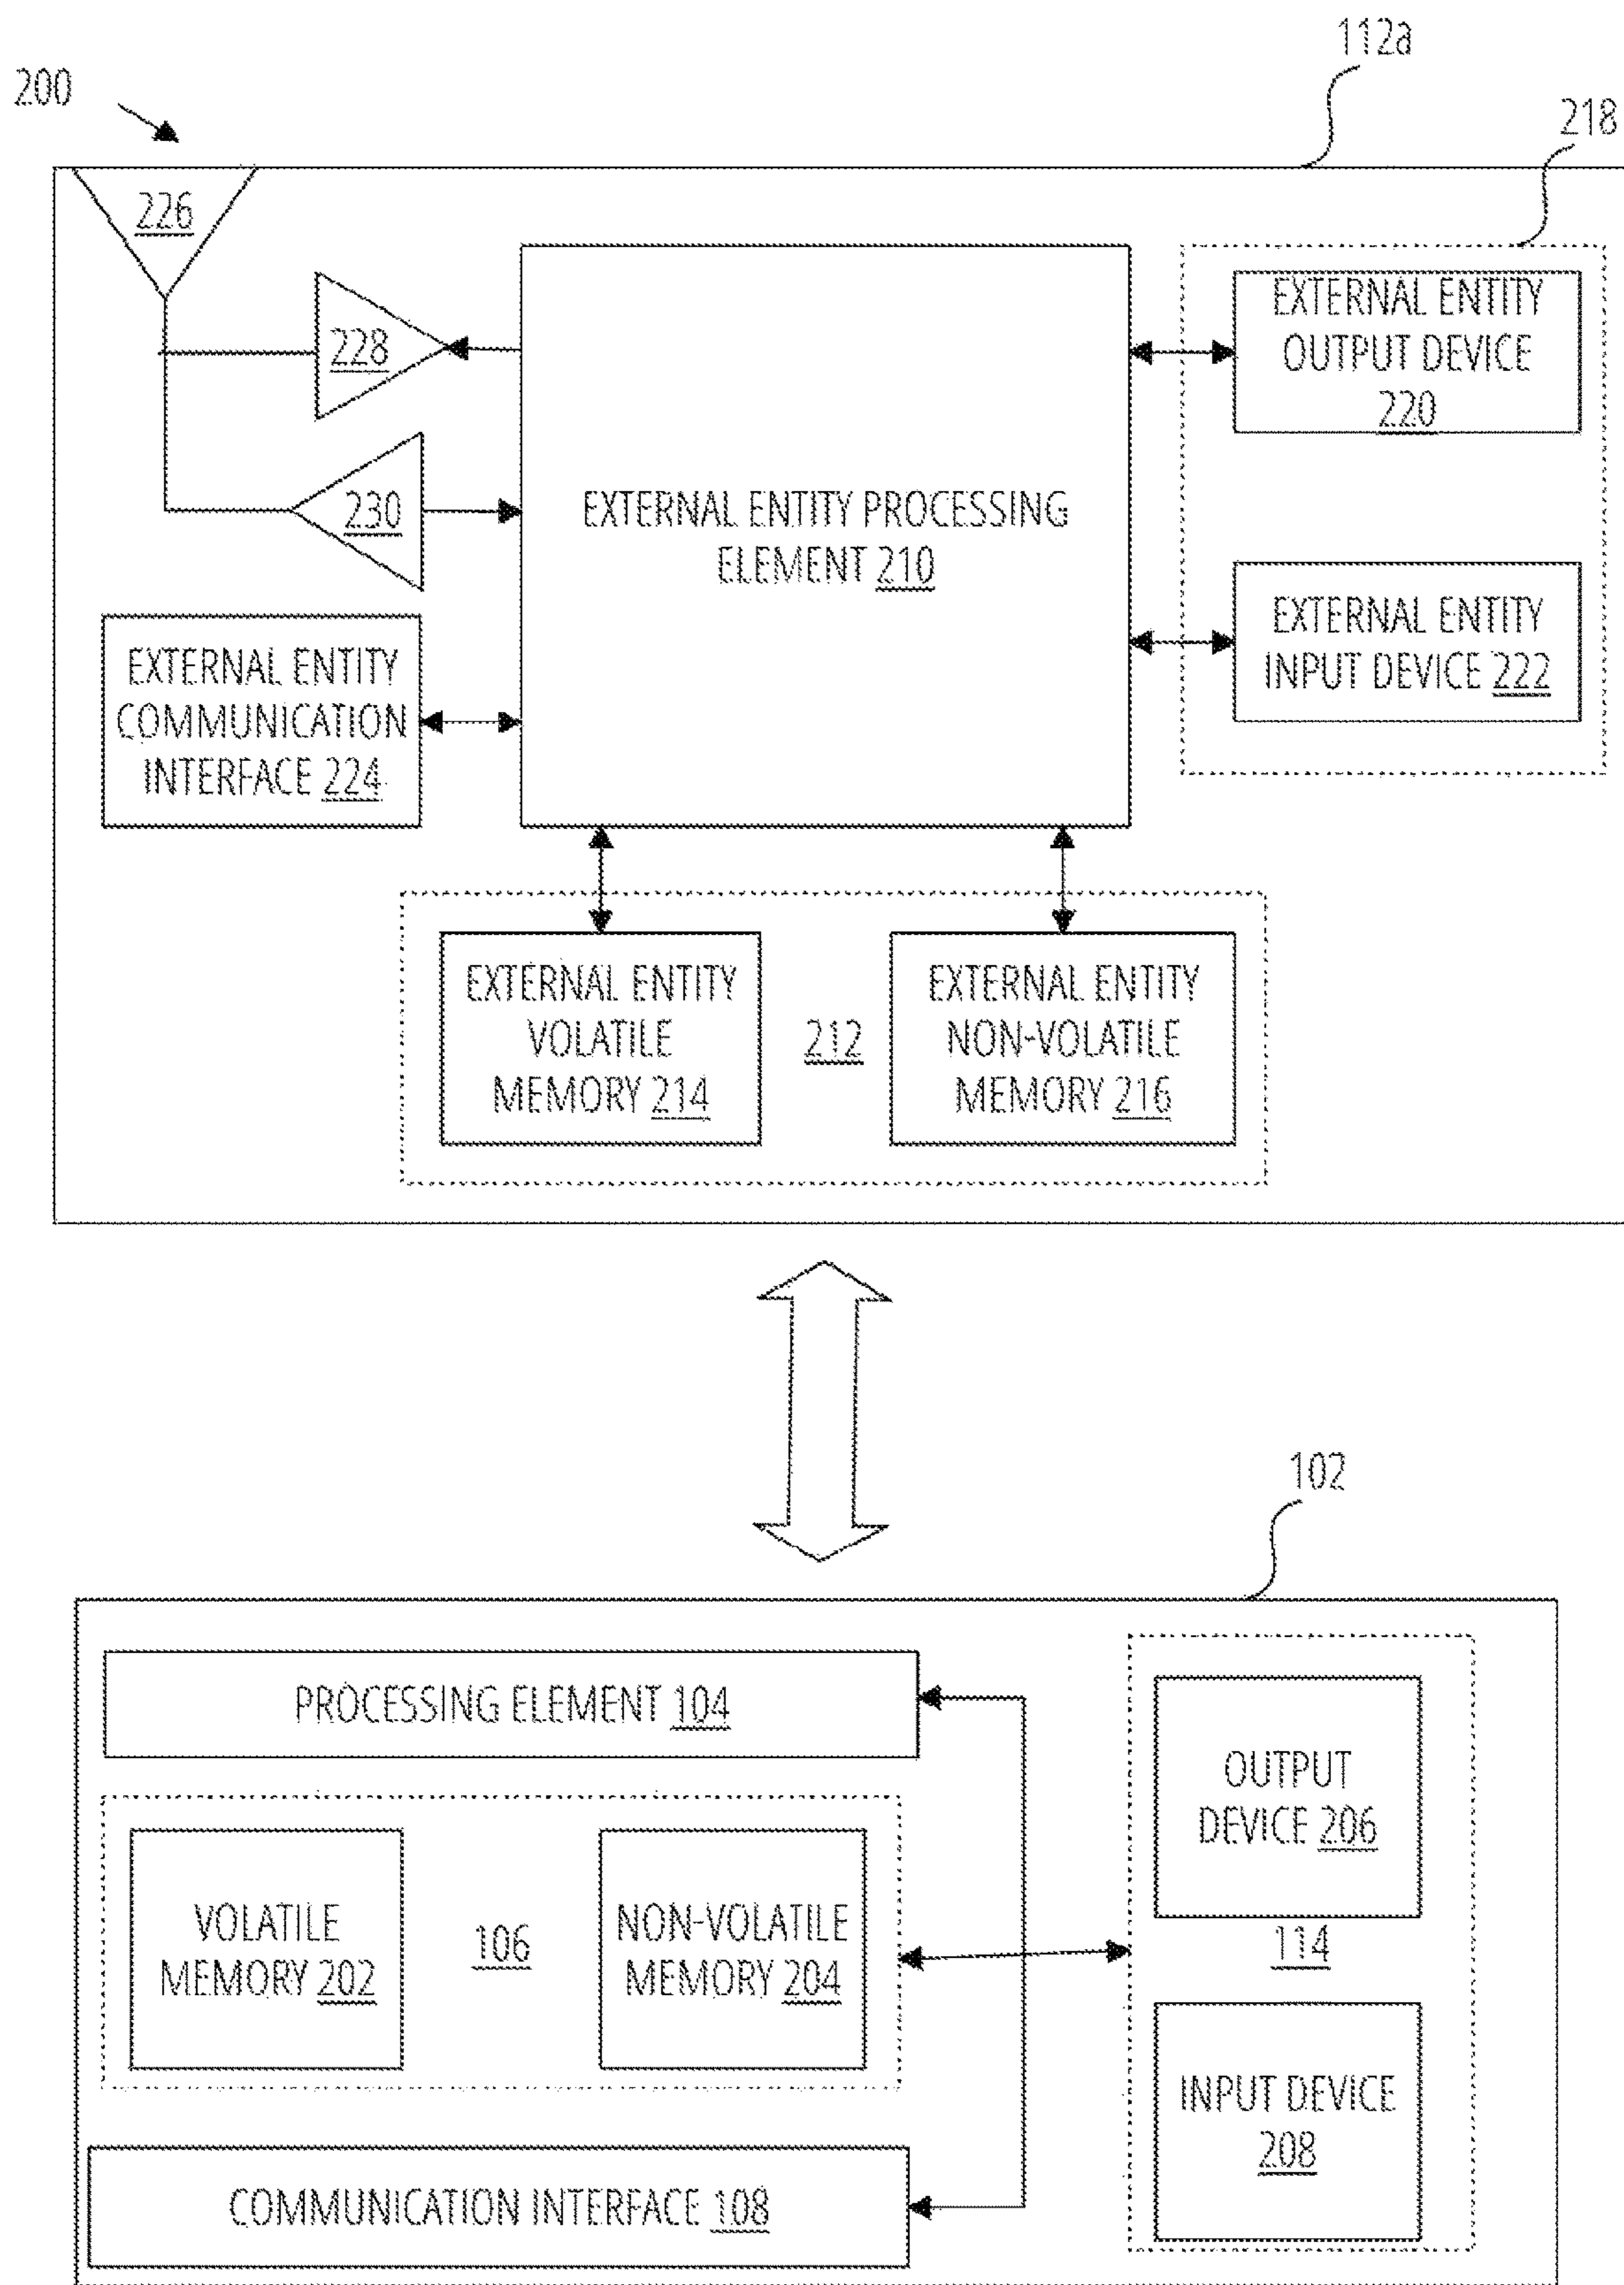 112a
200
218
226
EXTERNAL ENTITY
OUTPUT DEVICE
220
228
230
EXTERNAL ENTITY PROCESSING
ELEMENT 210
EXTERNAL ENTITY
INPUT DEVICE 222
EXTERNAL ENTITY
COMMUNICATION
INTERFACE 224
EXTERNAL ENTITY
VOLATILE
MEMORY 214
212
EXTERNAL ENTITY
NON-VOLATILE
MEMORY 216
102
PROCESSING ELEMENT 104
OUTPUT
DEVICE 206
VOLATILE
MEMORY 202
106
NON-VOLATILE
MEMORY 204
114
INPUT DEVICE
208
COMMUNICATION INTERFACE 108